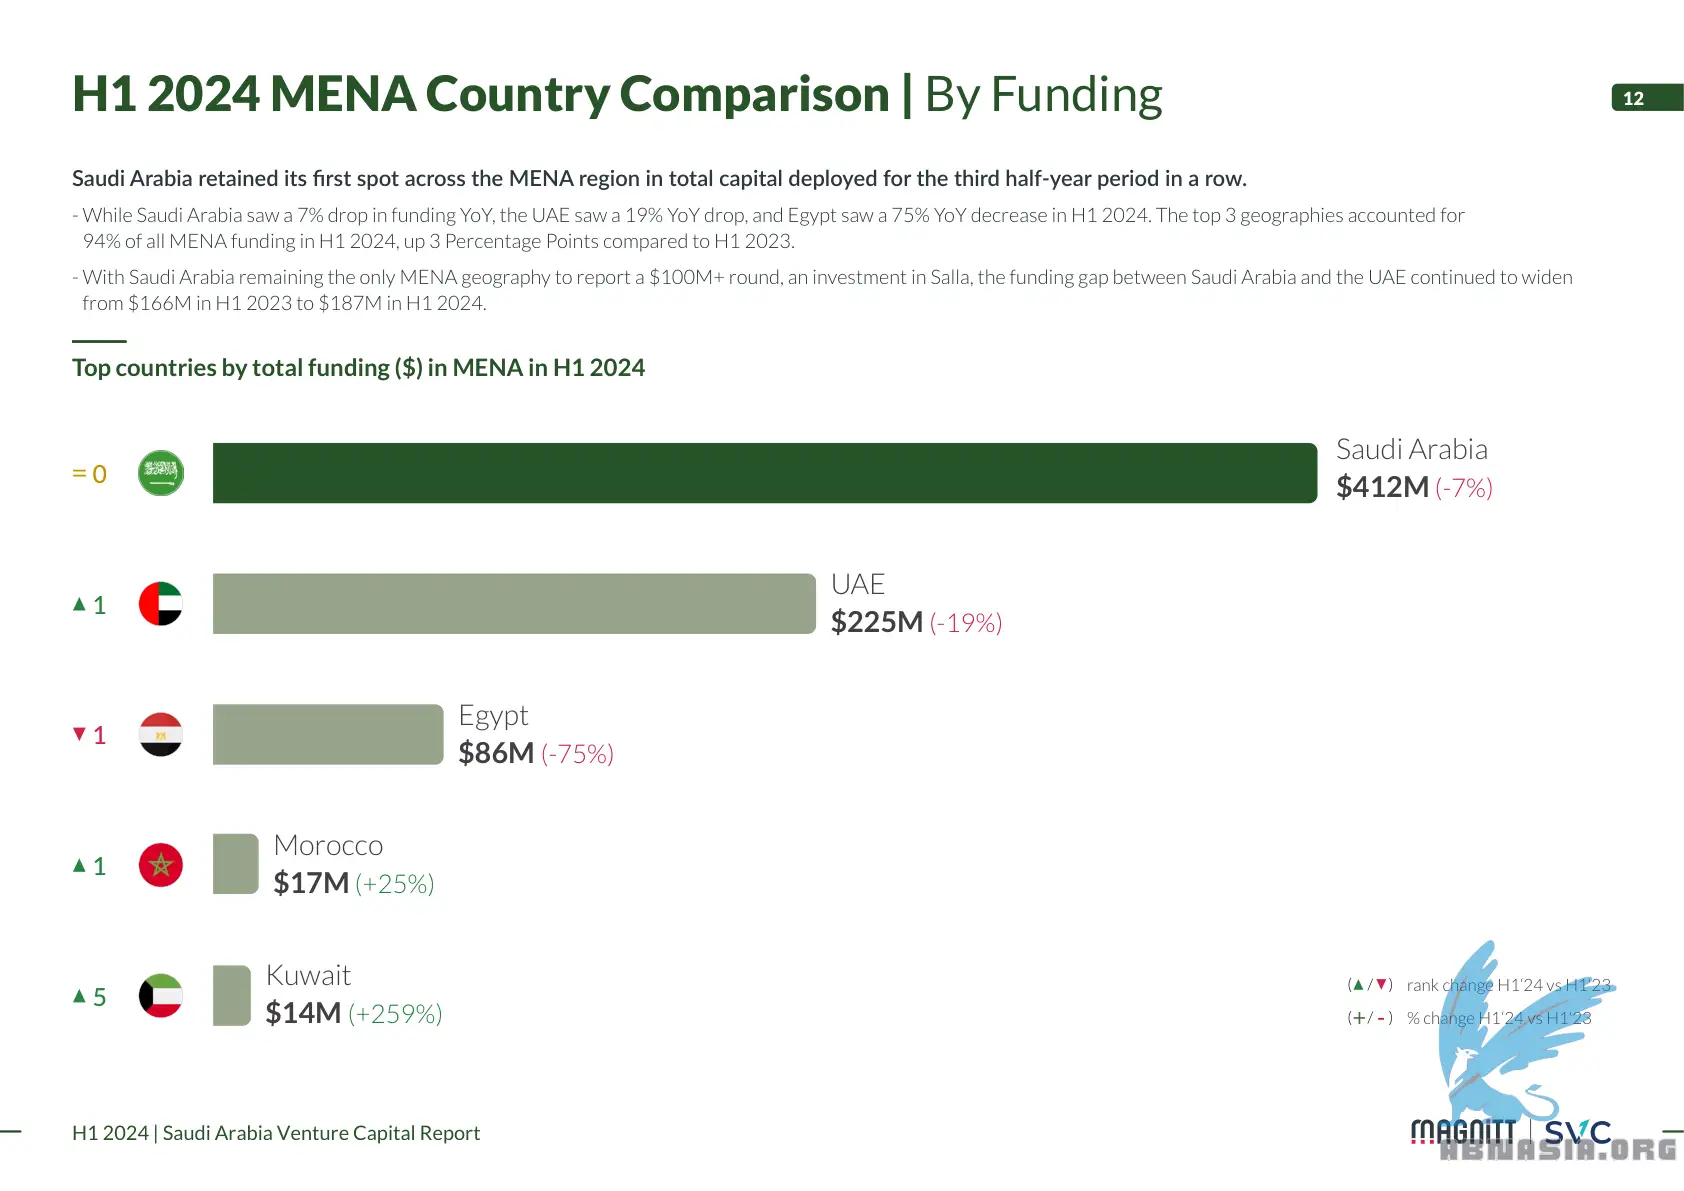 H1 2024 MENA Country Comparison | By Funding
12
Saudi Arabia retained its first spot across the MENA region in total capital deployed for the third half-year period in a row.
- While Saudi Arabia saw a 7% drop in funding YoY, the UAE saw a 19% YoY drop, and Egypt saw a 75% YoY decrease in H1 2024. The top 3 geographies accounted for
94% of all MENA funding in H1 2024, up 3 Percentage Points compared to H1 2023.
- With Saudi Arabia remaining the only MENA geography to report a $100M+ round, an investment in Salla, the funding gap between Saudi Arabia and the UAE continued to widen
from $166M in H1 2023 to $187M in H1 2024.
Top countries by total funding ($) in MENA in H1 2024
= 0
Saudi Arabia
$412M (-7%)
▲ 1
UAE
$225M (-19%)
▼ 1
Egypt
$86M (-75%)
▲ 1
Morocco
$17M (+25%)
▲ 5
Kuwait
$14M (+259%)
(▲/▼) rank change H1'24 vs H1'23
(+/-) % change H1'24 vs H1'23
H1 2024 | Saudi Arabia Venture Capital Report
MAGNiTT | SVC
ABNASIA.ORG